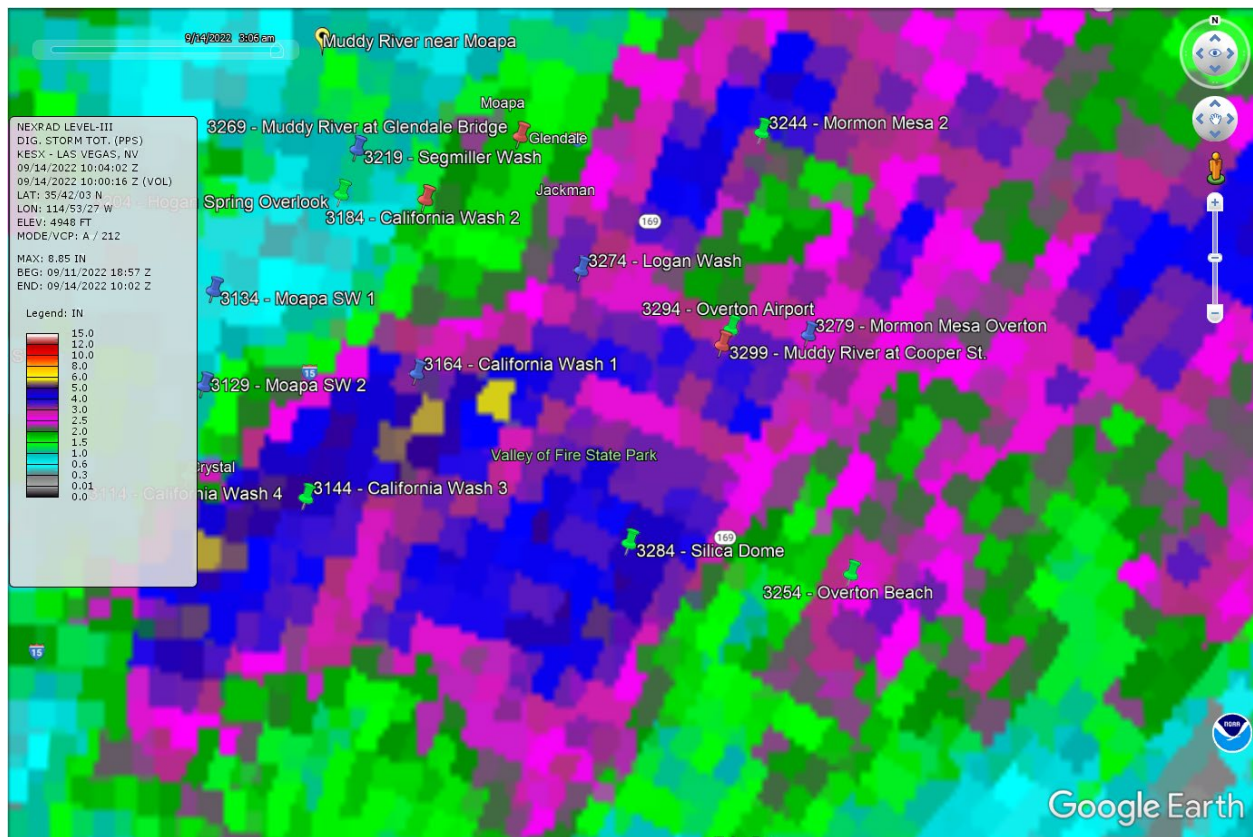 N
9/14/2022 3:06 am
Muddy River near Moapa
Moapa
3269 - Muddy River at Glendale Bridge
Glendale
3244 - Mormon Mesa 2
3219 - Segmiller Wash
NEXRAD LEVEL-III
DIG. STORM TOT. (PPS)
KESX - LAS VEGAS, NV
09/14/2022 10:04:02 Z
09/14/2022 10:00:16 Z (VOL)
LAT: 35/42/03 N
LON: 114/53/27 W
ELEV: 4948 FT
MODE/VCP: A / 212
MAX: 8.85 IN
BEG: 09/11/2022 18:57 Z
END: 09/14/2022 10:02 Z
Legend: IN
15.0
12.0
10.0
8.0
6.0
5.0
4.0
3.0
2.5
2.0
1.5
1.0
0.6
0.3
0.01
0.0
Jackman
Hogan Spring Overlook
3184 - California Wash 2
169
3274 - Logan Wash
3134 - Moapa SW 1
3294 - Overton Airport
3279 - Mormon Mesa Overton
3299 - Muddy River at Cooper St.
3164 - California Wash 1
15
3129 - Moapa SW 2
Valley of Fire State Park
Crystal
3114 - California Wash 4
3144 - California Wash 3
169
3284 - Silica Dome
3254 - Overton Beach
15
NOAA
Google Earth